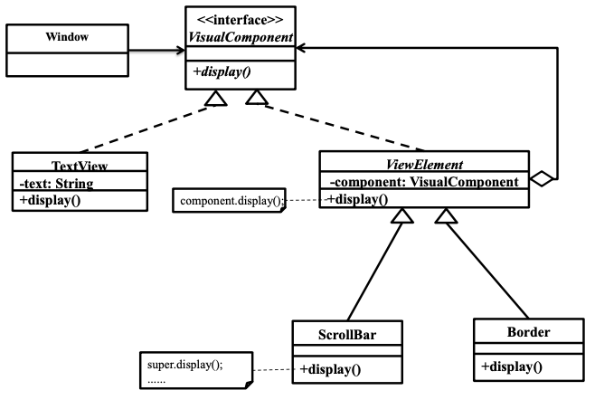 Window
<<interface>>
VisualComponent
+display()
TextView
-text: String
+display()
ViewElement
-component: VisualComponent
+display()
component.display();
ScrollBar
+display()
super.display();
......
Border
+display()